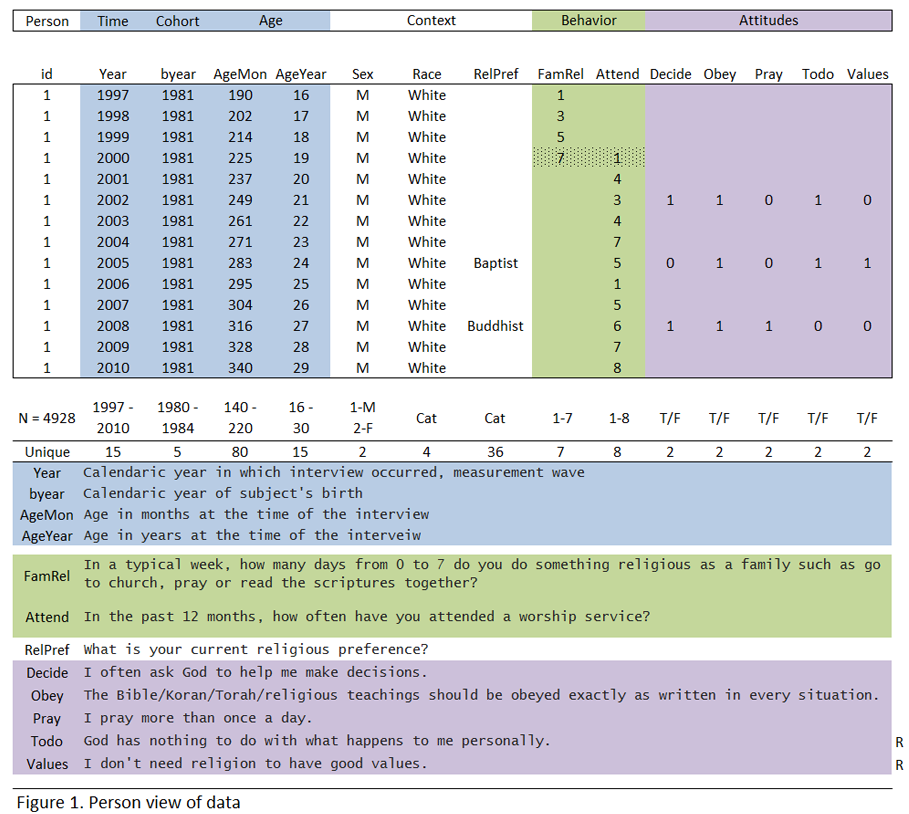 Person Time Cohort Age Context Behavior Attitudes
id Year byear AgeMon AgeYear Sex Race RelPref FamRel Attend Decide Obey Pray Todo Values
1 1997 1981 190 16 M White 1
1 1998 1981 202 17 M White 3
1 1999 1981 214 18 M White 5
1 2000 1981 225 19 M White 7 1
1 2001 1981 237 20 M White 4
1 2002 1981 249 21 M White 3 1 1 0 1 0
1 2003 1981 261 22 M White 4
1 2004 1981 271 23 M White 7
1 2005 1981 283 24 M White Baptist 5 0 1 0 1 1
1 2006 1981 295 25 M White 1
1 2007 1981 304 26 M White 5
1 2008 1981 316 27 M White Buddhist 6 1 1 1 0 0
1 2009 1981 328 28 M White 7
1 2010 1981 340 29 M White 8
N = 4928 1997 - 2010 1980 - 1984 140 - 220 16 - 30 1-M 2-F Cat Cat 1-7 1-8 T/F T/F T/F T/F T/F
Unique 15 5 80 15 2 4 36 7 8 2 2 2 2 2
Year Calendaric year in which interview occurred, measurement wave
byear Calendaric year of subject's birth
AgeMon Age in months at the time of the interview
AgeYear Age in years at the time of the interveiw
FamRel In a typical week, how many days from 0 to 7 do you do something religious as a family such as go
to church, pray or read the scriptures together?
Attend In the past 12 months, how often have you attended a worship service?
RelPref What is your current religious preference?
Decide I often ask God to help me make decisions.
Obey The Bible/Koran/Torah/religious teachings should be obeyed exactly as written in every situation.
Pray I pray more than once a day.
Todo God has nothing to do with what happens to me personally. R
Values I don't need religion to have good values. R
Figure 1. Person view of data